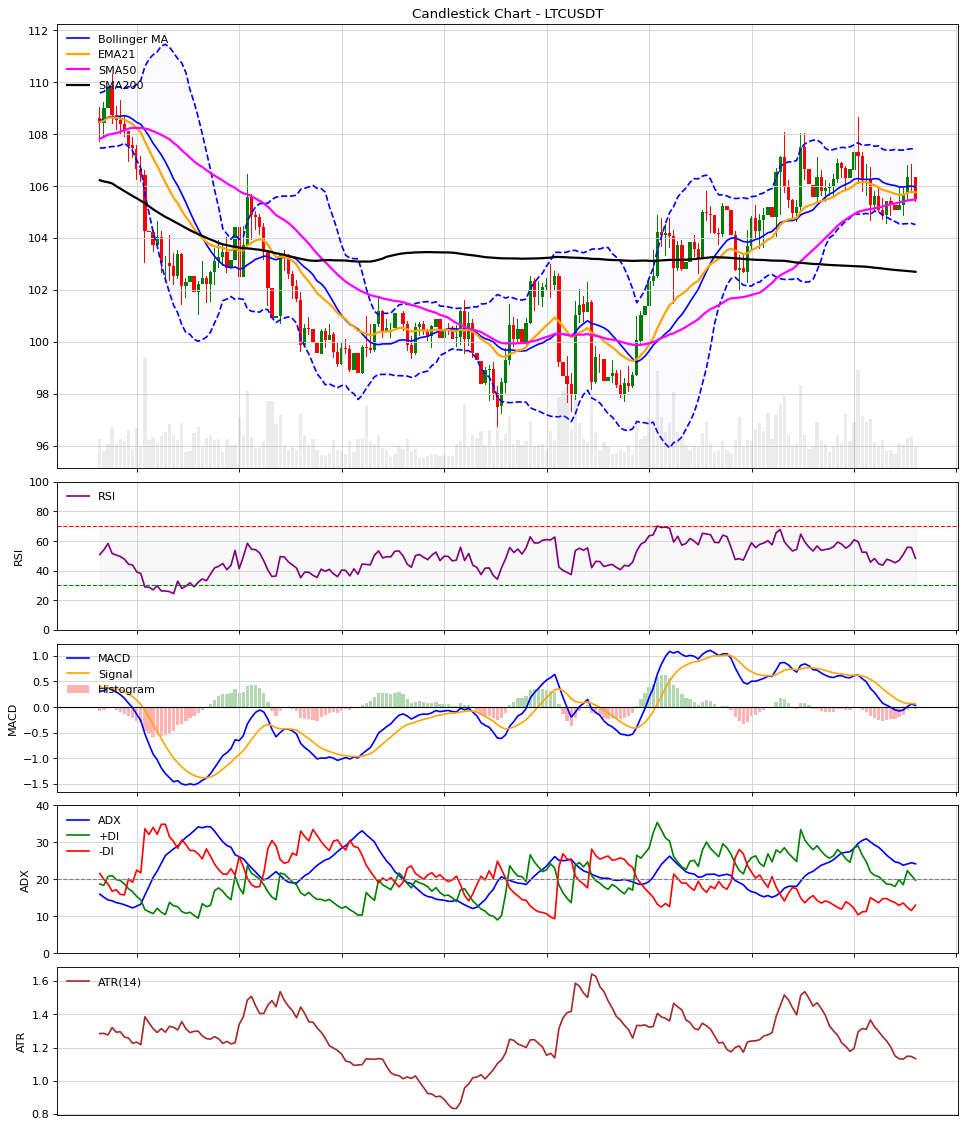 Candlestick Chart - LTCUSDT
Bollinger MA
EMA21
SMA50
SMA200
112
110
108
106
104
102
100
98
96
RSI
RSI
100
80
60
40
20
0
MACD
Signal
Histogram
MACD
1.0
0.5
0.0
−0.5
−1.0
−1.5
ADX
+DI
-DI
ADX
40
30
20
10
0
ATR(14)
ATR
1.6
1.4
1.2
1.0
0.8